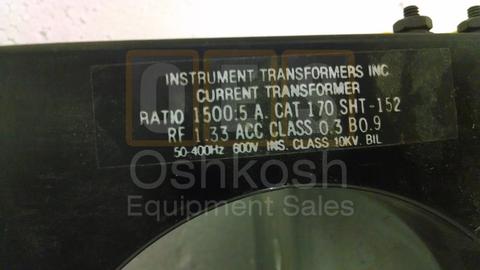 INSTRUMENT TRANSFORMERS INC
CURRENT TRANSFORMER
RATIO 1500:5 A. CAT 170 SHT-152
RF 1.33 ACC CLASS 0.3 B0.9
50-400Hz 600V INS. CLASS 10KV. BIL
OES
Oshkosh
Equipment Sales